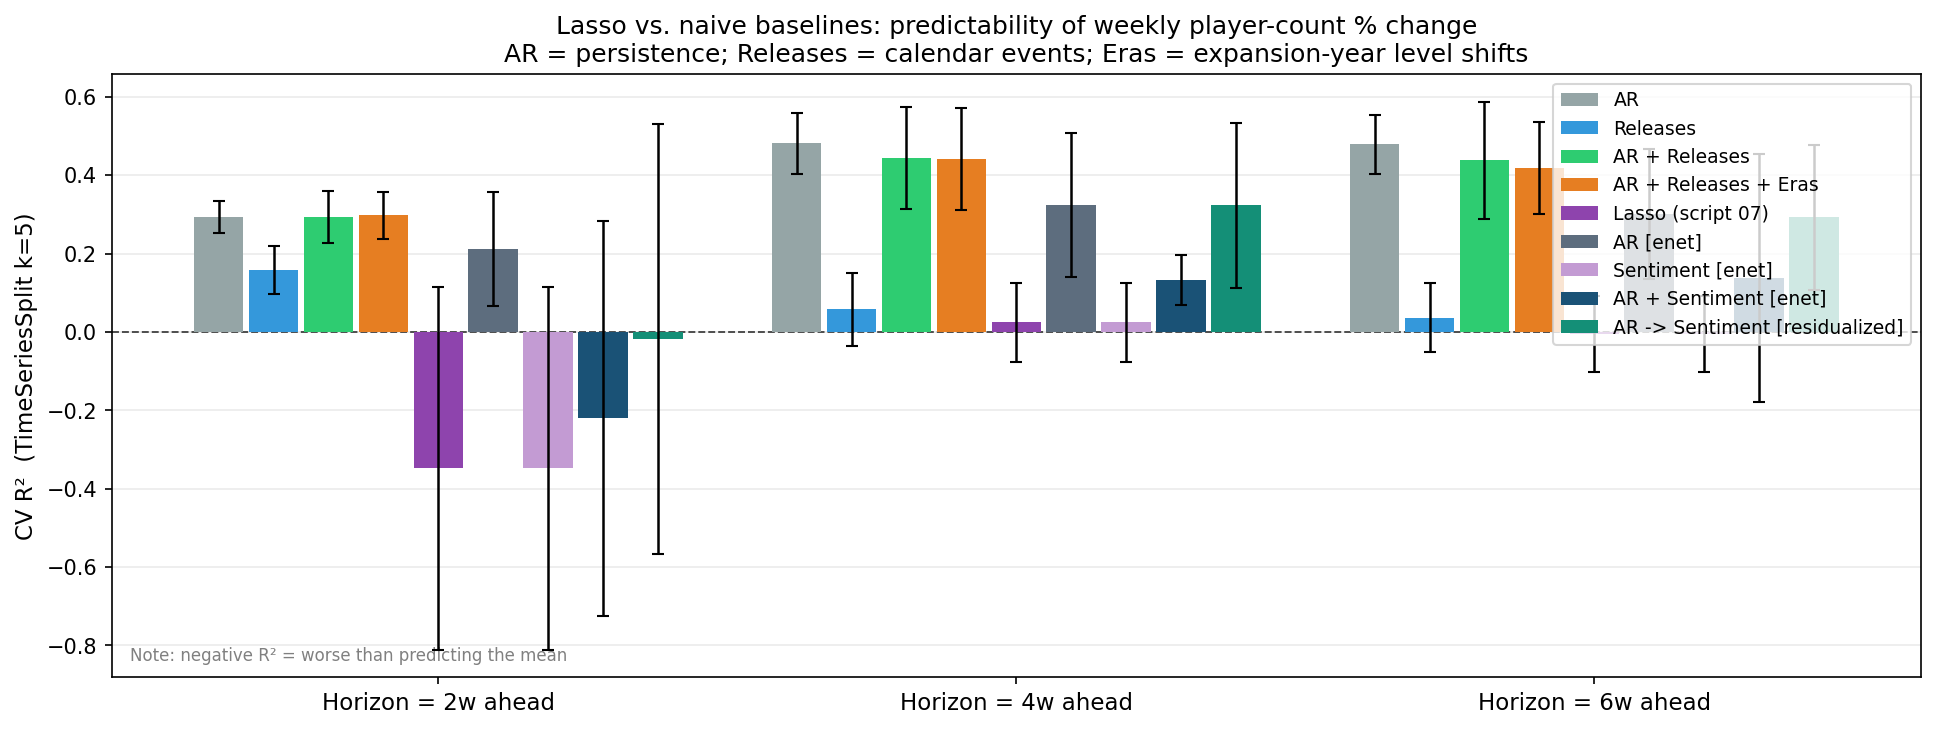 Lasso vs. naive baselines: predictability of weekly player-count % change
AR = persistence; Releases = calendar events; Eras = expansion-year level shifts
CV R² (TimeSeriesSplit k=5)
0.6
0.4
0.2
0.0
−0.2
−0.4
−0.6
−0.8
AR
Releases
AR + Releases
AR + Releases + Eras
Lasso (script 07)
AR [enet]
Sentiment [enet]
AR + Sentiment [enet]
AR -> Sentiment [residualized]
Note: negative R² = worse than predicting the mean
Horizon = 2w ahead
Horizon = 4w ahead
Horizon = 6w ahead